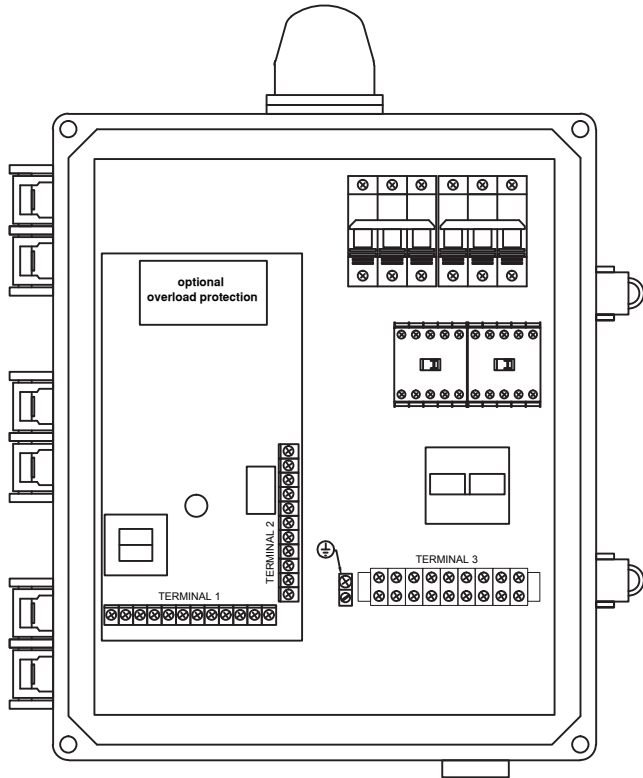 optional
overload protection
TERMINAL 2
TERMINAL 3
TERMINAL 1